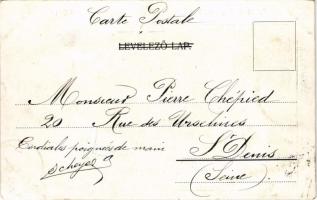 Carte Postale
LEVELEZŐ LAP.
Monsieur Pierre Chépied
20 Rue des Ursulines
Cordiales poignées de main
St Denis
(Seine)